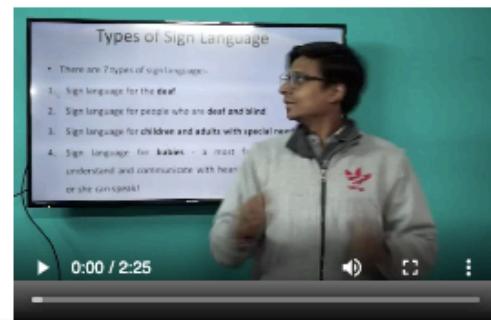 Types of Sign Language
• There are 7 types of sign language:-
1. Sign language for the deaf
2. Sign language for people who are deaf and blind
3. Sign language for children and adults with special
4. Sign language for babies - a most
understand and communicate with
or she can speak!
0:00 / 2:25